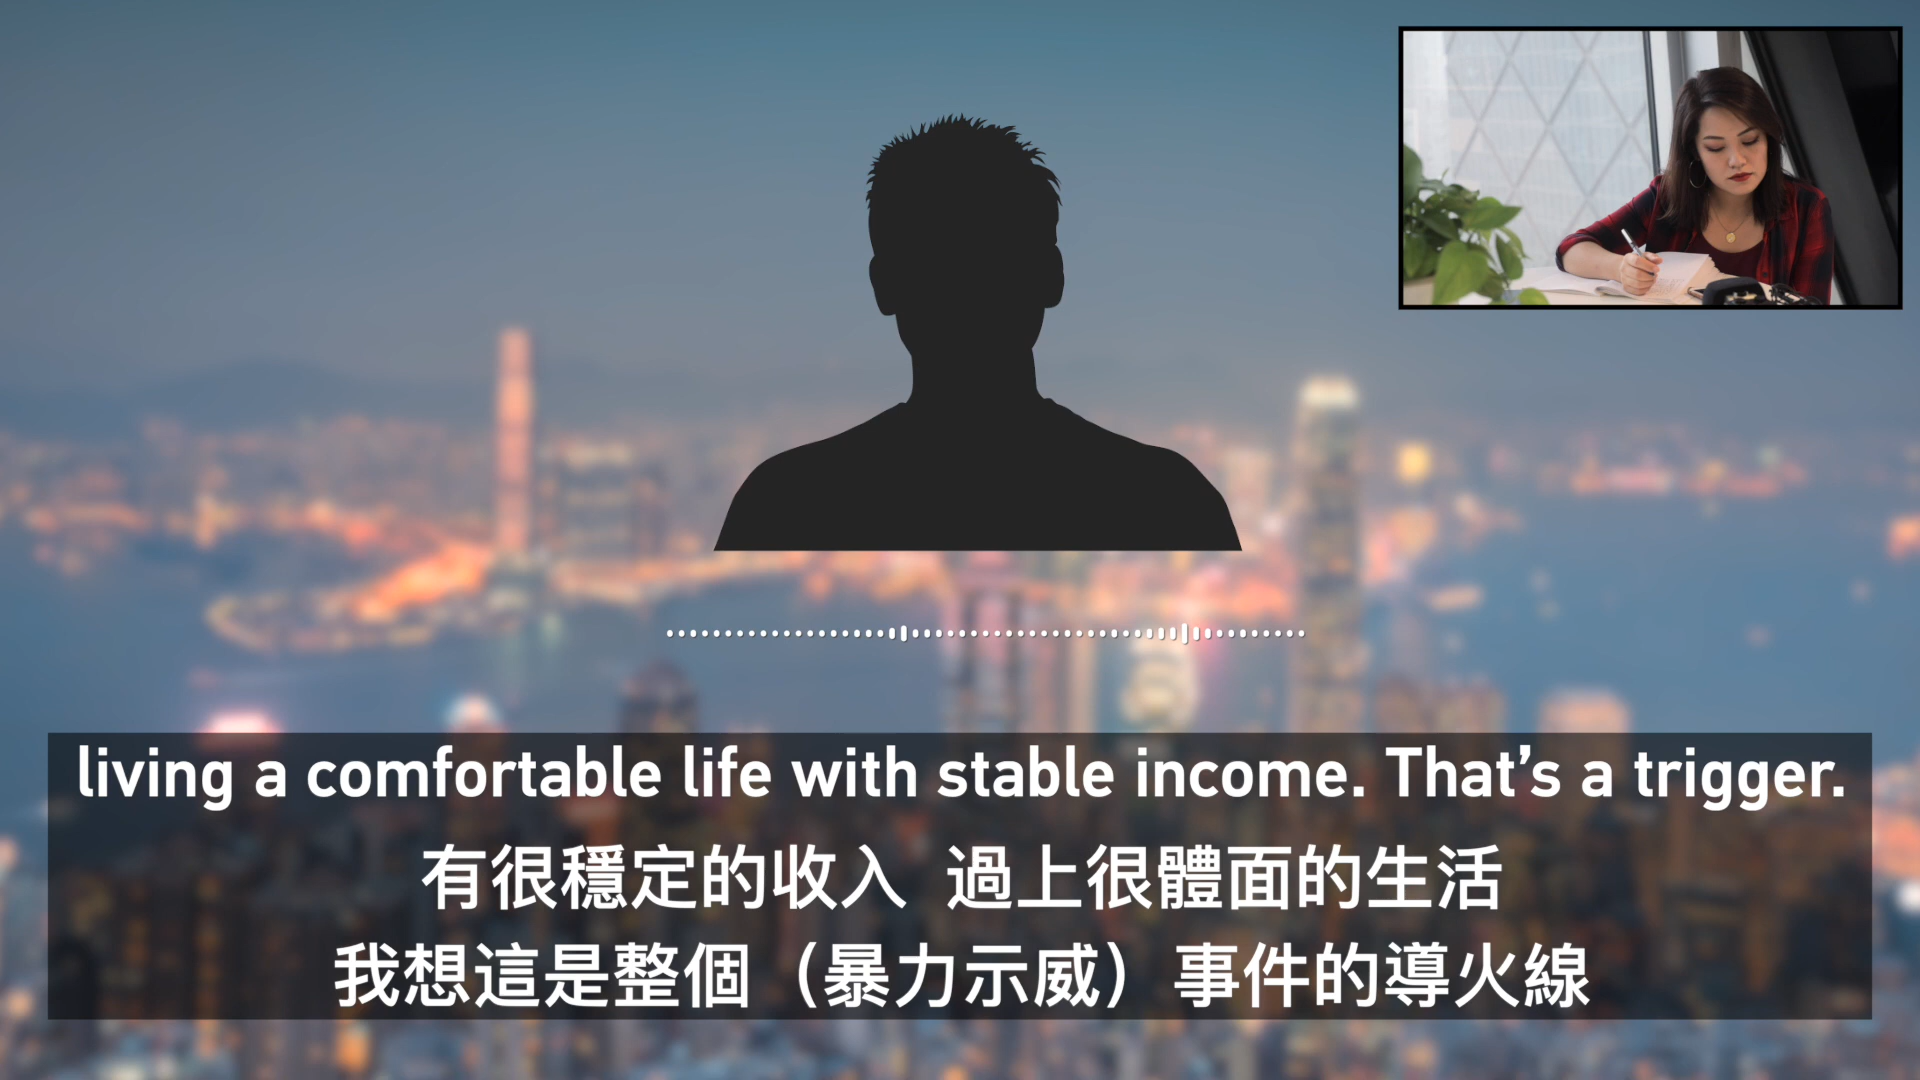 living a comfortable life with stable income. That’s a trigger.
有很穩定的收入 過上很體面的生活
我想這是整個（暴力示威）事件的導火線